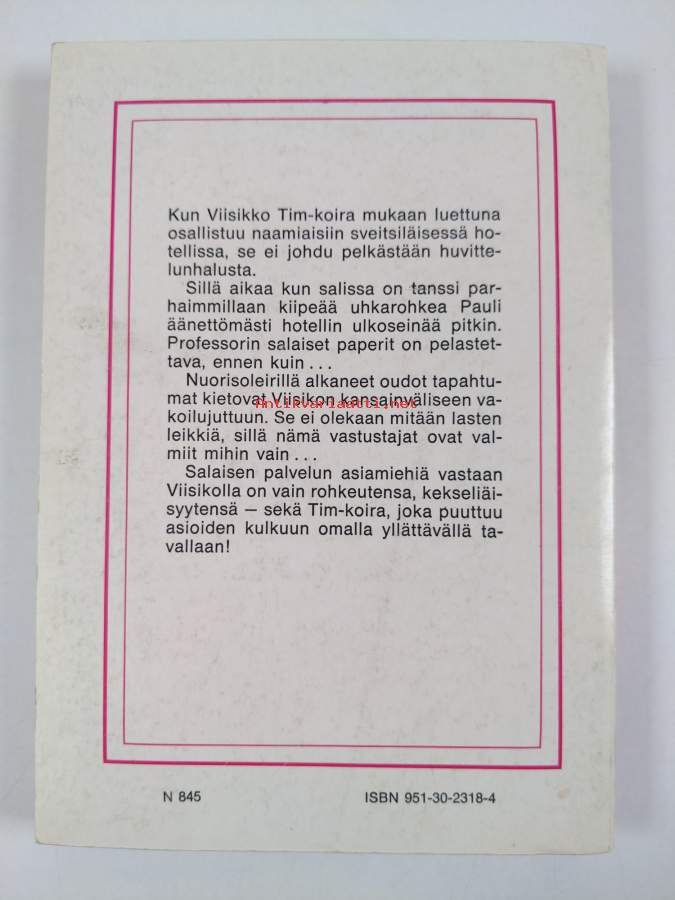 Kun Viisikko Tim-koira mukaan luettuna
osallistuu naamiaisiin sveitsiläisessä ho-
tellissa, se ei johdu pelkästään huvitte-
lunhalusta.
Sillä aikaa kun salissa on tanssi par-
haimmillaan kiipeää uhkarohkea Pauli
äänettömästi hotellin ulkoseinää pitkin.
Professorin salaiset paperit on pelastet-
tava, ennen kuin ...
Nuorisoleirillä alkaneet oudot tapahtu-
mat kietovat Viisikon kansainväliseen va-
Antikvariaatti.net
koilujuttuun. Se ei olekaan mitään lasten
leikkiä, sillä nämä vastustajat ovat val-
miit mihin vain ...
Salaisen palvelun asiamiehiä vastaan
Viisikolla on vain rohkeutensa, kekseliäi-
syytensä — sekä Tim-koira, joka puuttuu
asioiden kulkuun omalla yllättävällä ta-
vallaan!
N 845
ISBN 951-30-2318-4